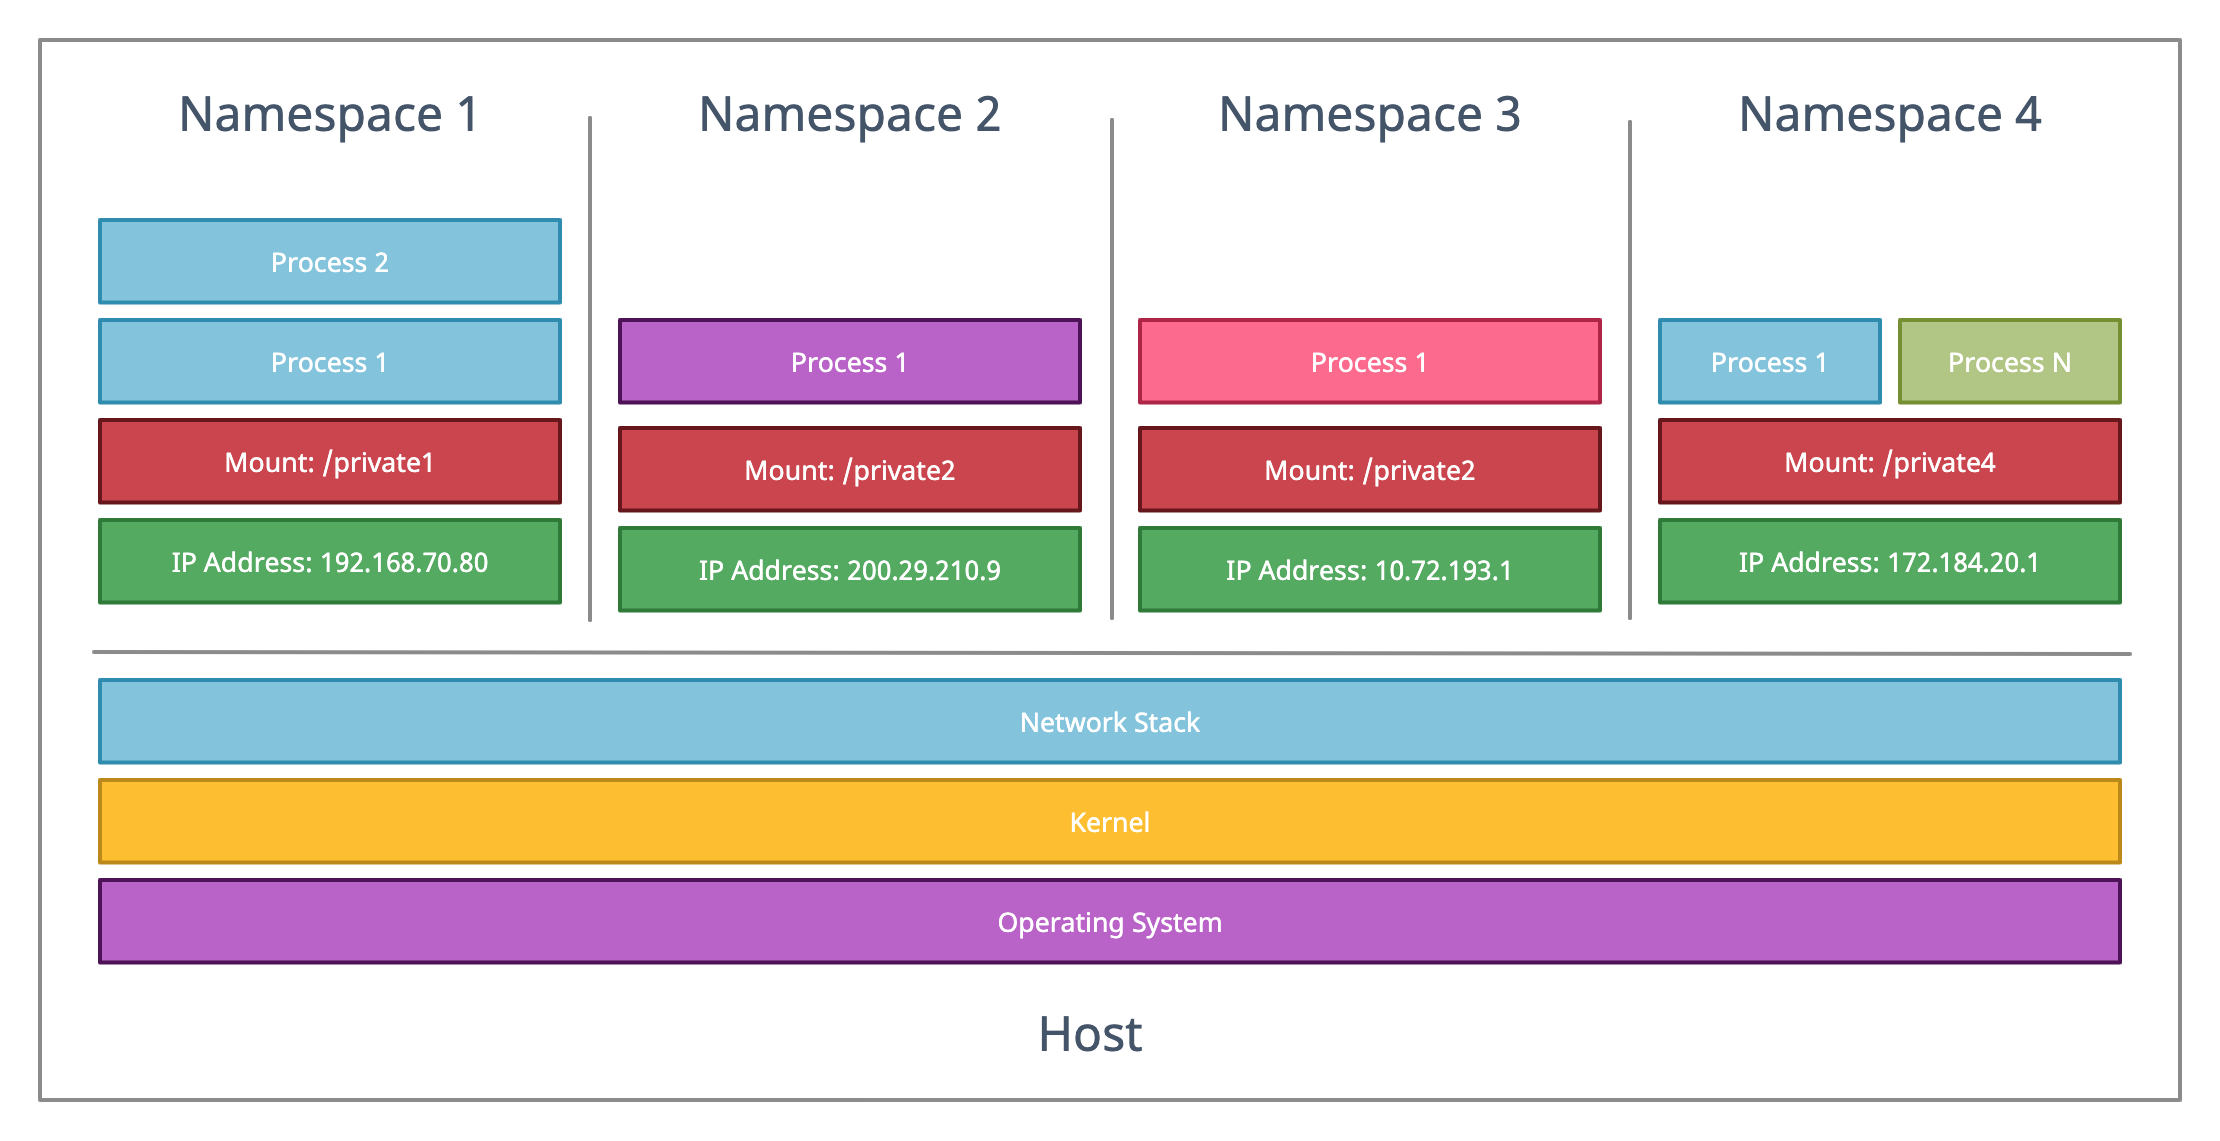 Namespace 1
Namespace 2
Namespace 3
Namespace 4
Process 2
Process 1
Process 1
Process 1
Process 1
Process N
Mount: /private1
Mount: /private2
Mount: /private2
Mount: /private4
IP Address: 192.168.70.80
IP Address: 200.29.210.9
IP Address: 10.72.193.1
IP Address: 172.184.20.1
Network Stack
Kernel
Operating System
Host